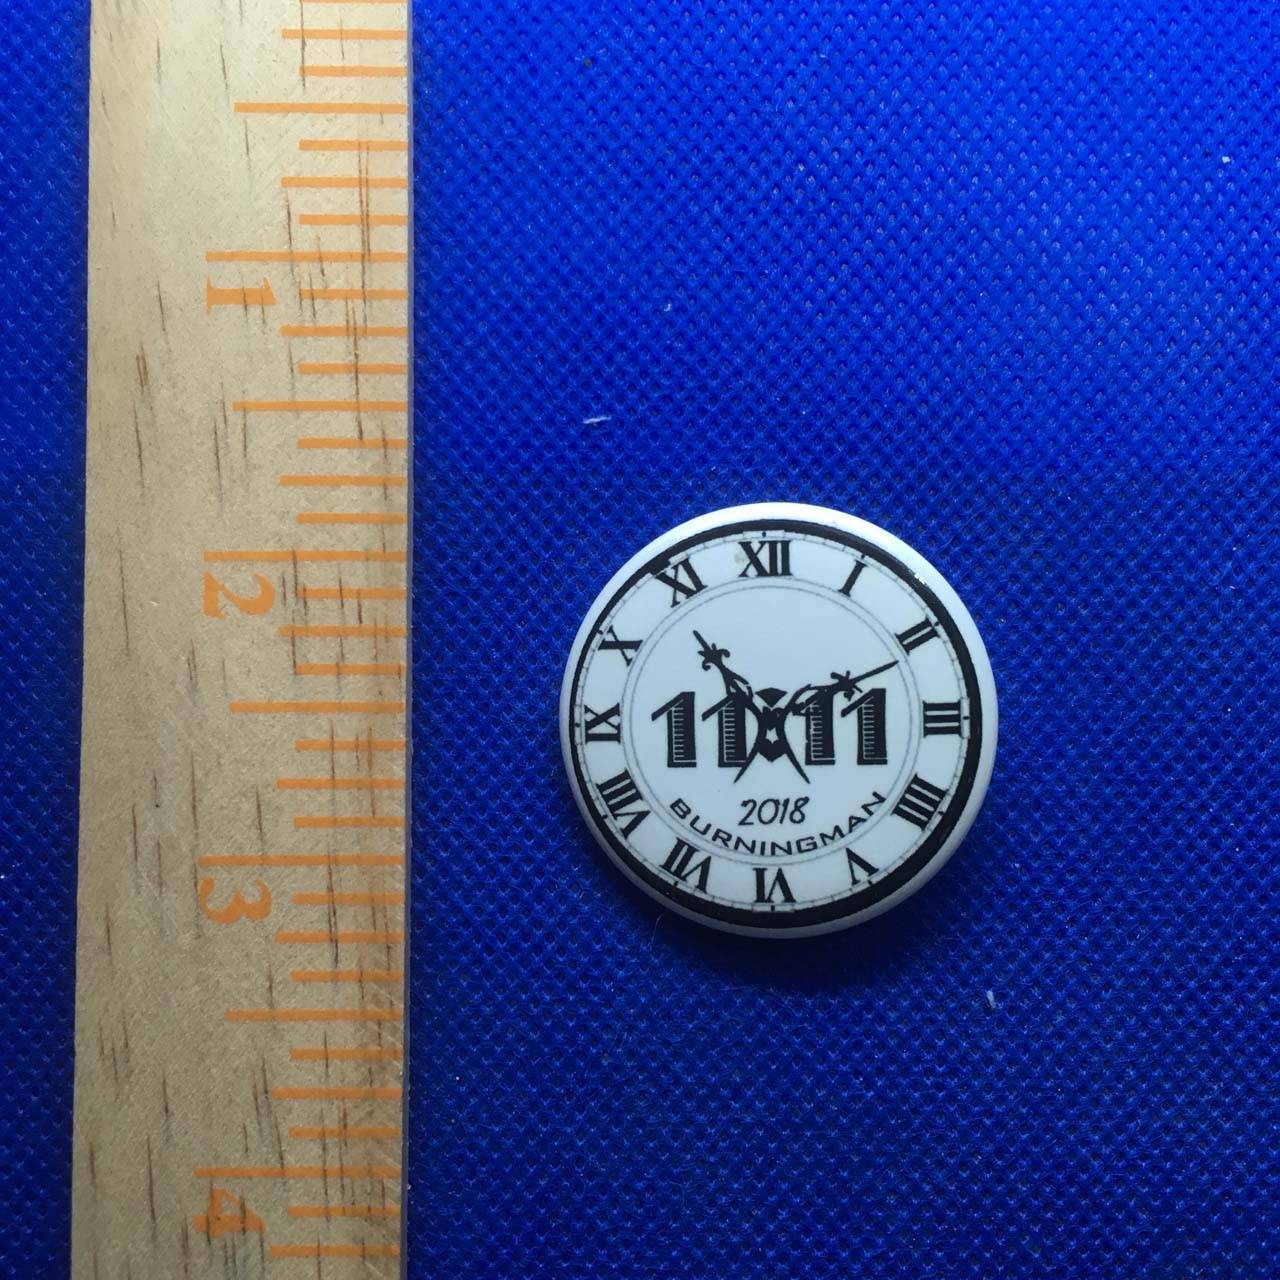 1
2
3
4
XII
I
II
III
IIII
V
VI
VII
VIII
IX
X
XI
11 11
2018
BURNINGMAN